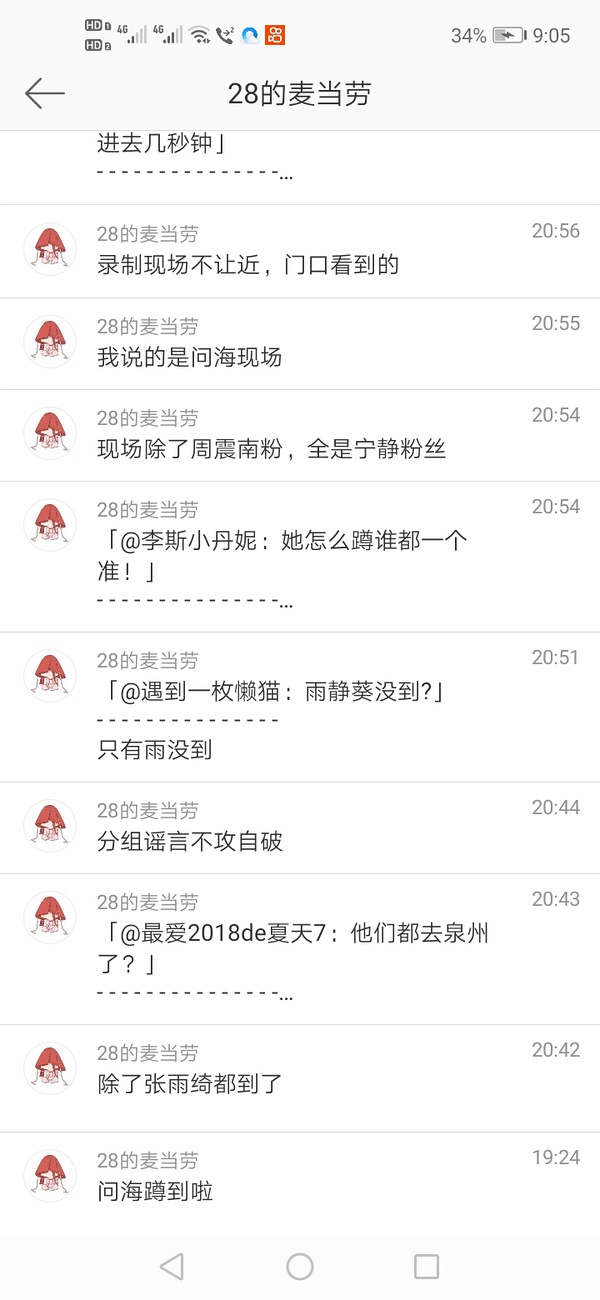 HD 1 4G 4G 2 34% 9:05
HD 2
28的麦当劳
进去几秒钟」
- - - - - - - - - - - - - - -...
28的麦当劳 20:56
录制现场不让近，门口看到的
28的麦当劳 20:55
我说的是问海现场
28的麦当劳 20:54
现场除了周震南粉，全是宁静粉丝
28的麦当劳 20:54
「@李斯小丹妮：她怎么蹲谁都一个
准！」
- - - - - - - - - - - - - - -...
28的麦当劳 20:51
「@遇到一枚懒猫：雨静葵没到?」
- - - - - - - - - - - - - - -
只有雨没到
28的麦当劳 20:44
分组谣言不攻自破
28的麦当劳 20:43
「@最爱2018de夏天7：他们都去泉州
了？」
- - - - - - - - - - - - - - -...
28的麦当劳 20:42
除了张雨绮都到了
28的麦当劳 19:24
问海蹲到啦